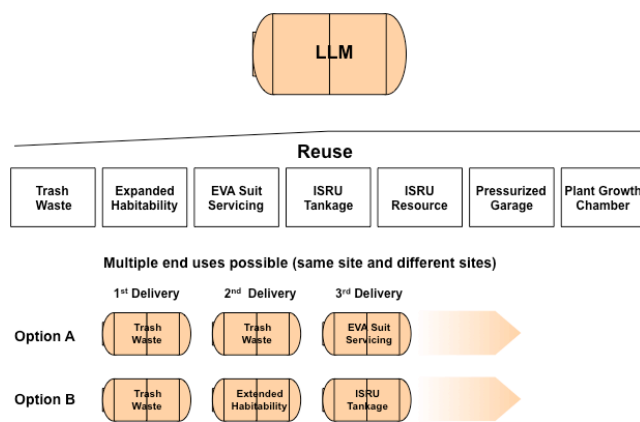 LLM
Reuse
Trash
Waste
Expanded
Habitability
EVA Suit
Servicing
ISRU
Tankage
ISRU
Resource
Pressurized
Garage
Plant Growth
Chamber
Multiple end uses possible (same site and different sites)
1st Delivery 2nd Delivery 3rd Delivery
Option A
Trash
Waste
Trash
Waste
EVA Suit
Servicing
Option B
Trash
Waste
Extended
Habitability
ISRU
Tankage